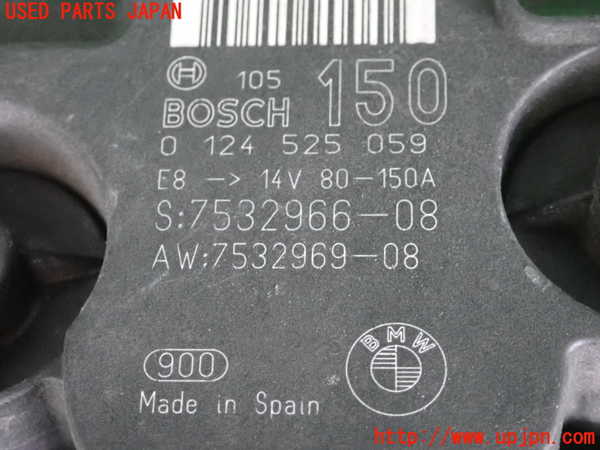 USED PARTS JAPAN
105
BOSCH 150
0 124 525 059
E8 -> 14V 80-150A
S:7532966-08
AW:7532969-08
900
BMW
Made in Spain
http://www.upjpn.com